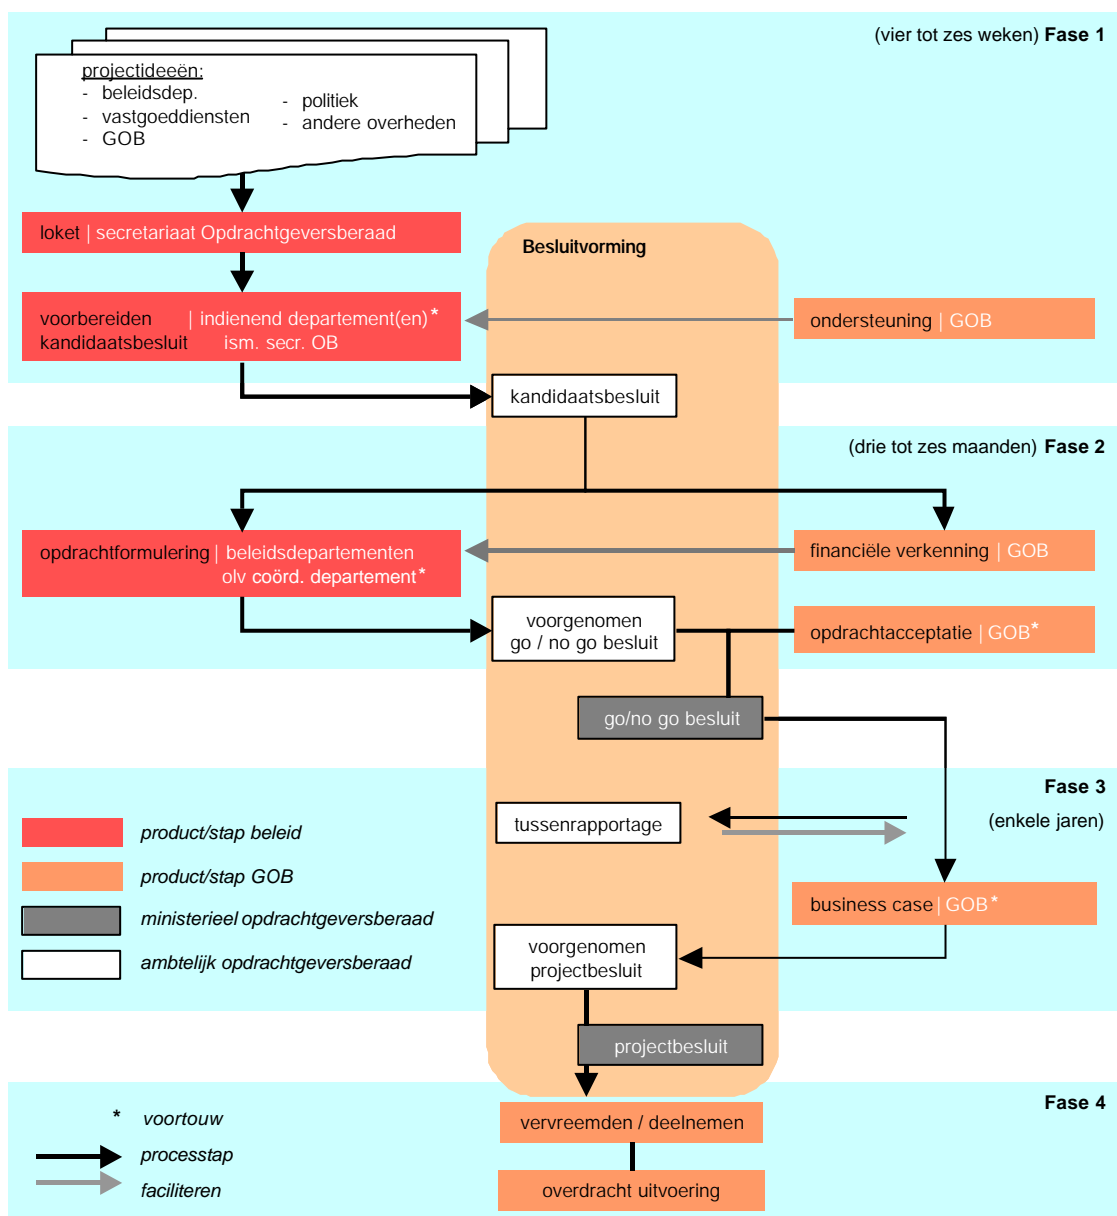 (vier tot zes weken) Fase 1
projectideeën:
- beleidsdep.
- vastgoeddiensten
- GOB
- politiek
- andere overheden
loket | secretariaat Opdrachtgeversberaad
Besluitvorming
voorbereiden | indienend departement(en)*
kandidaatsbesluit ism. secr. OB
ondersteuning | GOB
kandidaatsbesluit
(drie tot zes maanden) Fase 2
opdrachtformulering | beleidsdepartementen
olv coörd. departement*
financiële verkenning | GOB
voorgenomen
go / no go besluit
opdrachtacceptatie | GOB*
go/no go besluit
Fase 3
(enkele jaren)
tussenrapportage
product/stap beleid
product/stap GOB
ministerieel opdrachtgeversberaad
ambtelijk opdrachtgeversberaad
business case | GOB*
voorgenomen
projectbesluit
projectbesluit
Fase 4
* voortouw
processtap
faciliteren
vervreemden / deelnemen
overdracht uitvoering